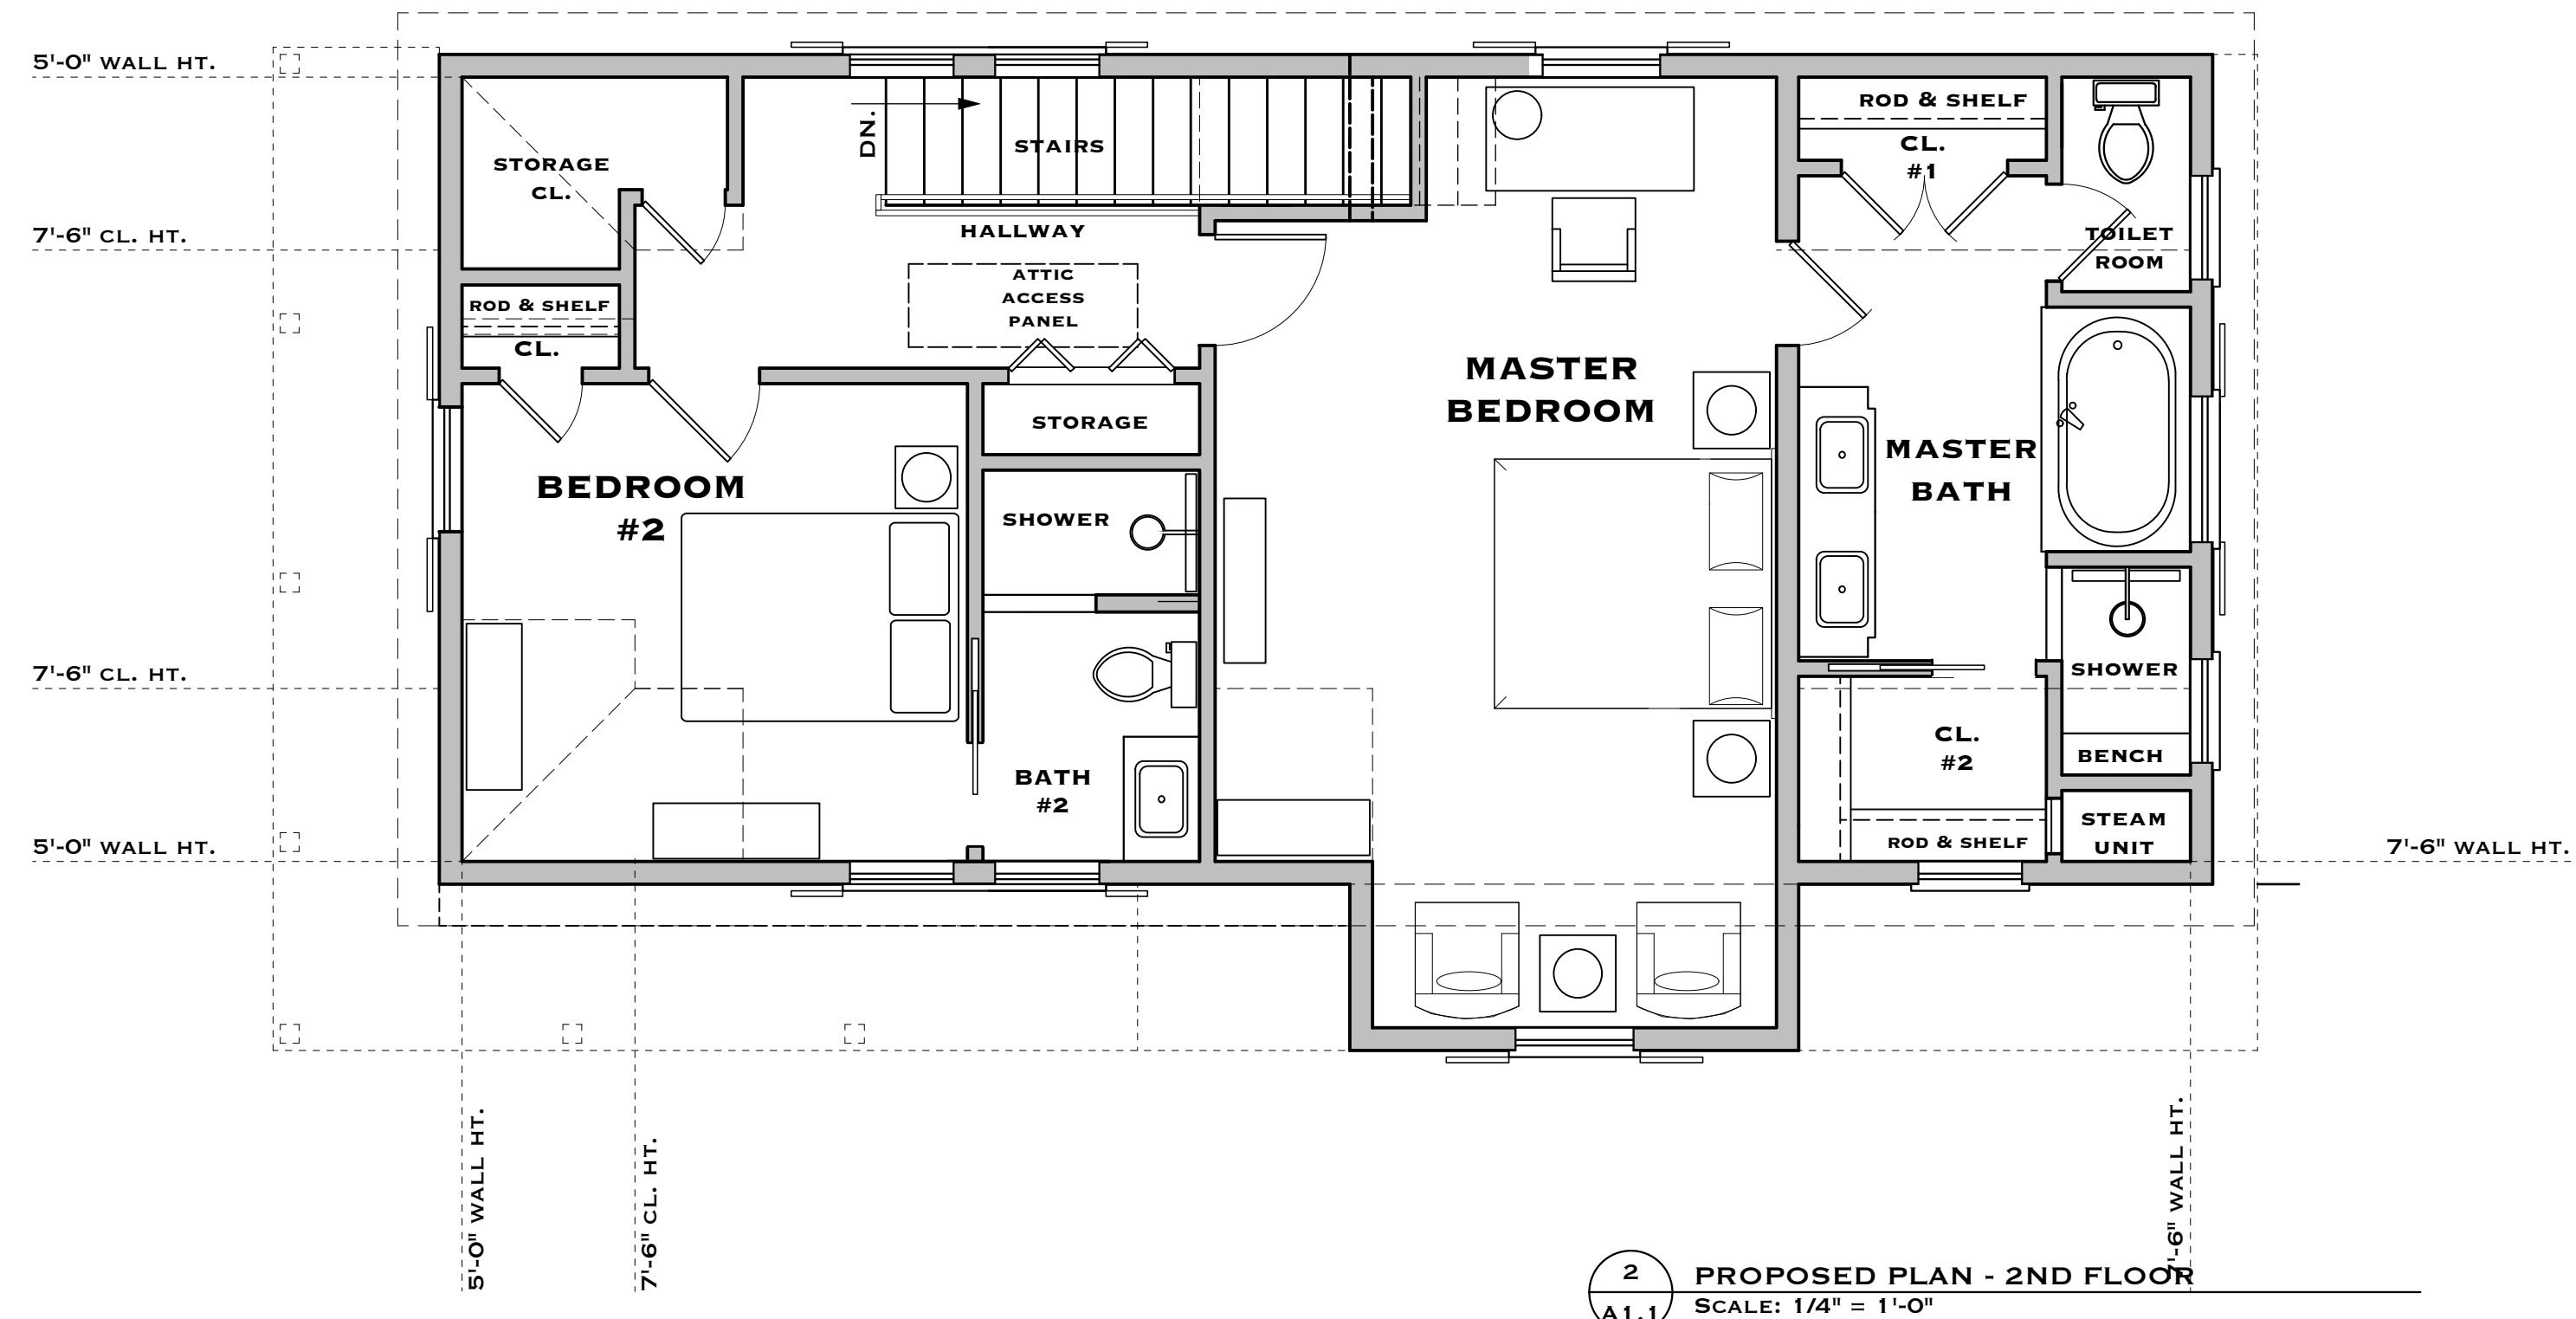 5'-0" WALL HT.
7'-6" CL. HT.
7'-6" CL. HT.
5'-0" WALL HT.
STORAGE
CL.
ROD & SHELF
CL.
DN.
STAIRS
HALLWAY
ATTIC
ACCESS
PANEL
STORAGE
SHOWER
BEDROOM
#2
BATH
#2
MASTER
BEDROOM
ROD & SHELF
CL.
#1
TOILET
ROOM
MASTER
BATH
SHOWER
BENCH
CL.
#2
ROD & SHELF
STEAM
UNIT
7'-6" WALL HT.
5'-0" WALL HT.
7'-6" CL. HT.
7'-6" WALL HT.
2
A1.1
PROPOSED PLAN - 2ND FLOOR
SCALE: 1/4" = 1'-0"